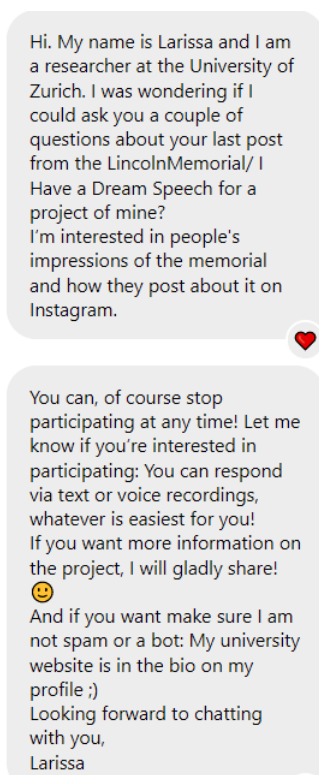 Hi. My name is Larissa and I am
a researcher at the University of
Zurich. I was wondering if I
could ask you a couple of
questions about your last post
from the LincolnMemorial/ I
Have a Dream Speech for a
project of mine?
I'm interested in people's
impressions of the memorial
and how they post about it on
Instagram.
You can, of course stop
participating at any time! Let me
know if you're interested in
participating: You can respond
via text or voice recordings,
whatever is easiest for you!
If you want more information on
the project, I will gladly share!
🙂
And if you want make sure I am
not spam or a bot: My university
website is in the bio on my
profile ;)
Looking forward to chatting
with you,
Larissa